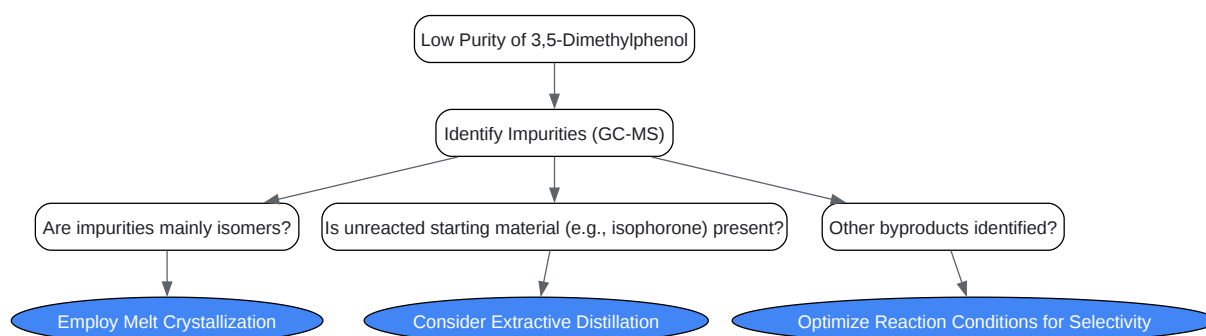 Low Purity of 3,5-Dimethylphenol
Identify Impurities (GC-MS)
Are impurities mainly isomers?
Is unreacted starting material (e.g., isophorone) present?
Other byproducts identified?
Employ Melt Crystallization
Consider Extractive Distillation
Optimize Reaction Conditions for Selectivity